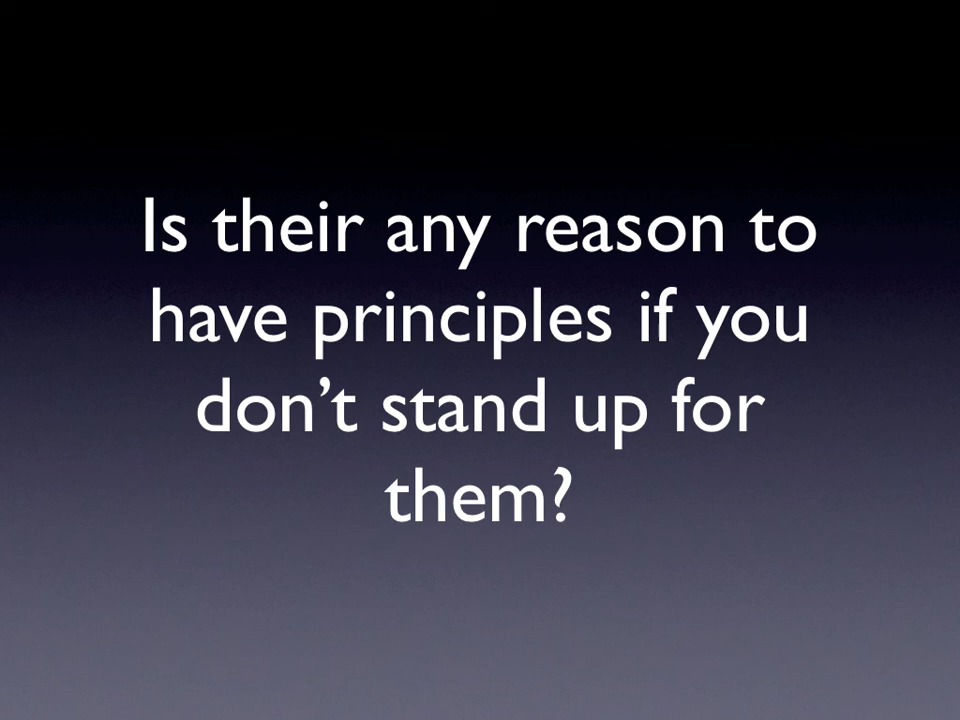 Is their any reason to
have principles if you
don’t stand up for
them?